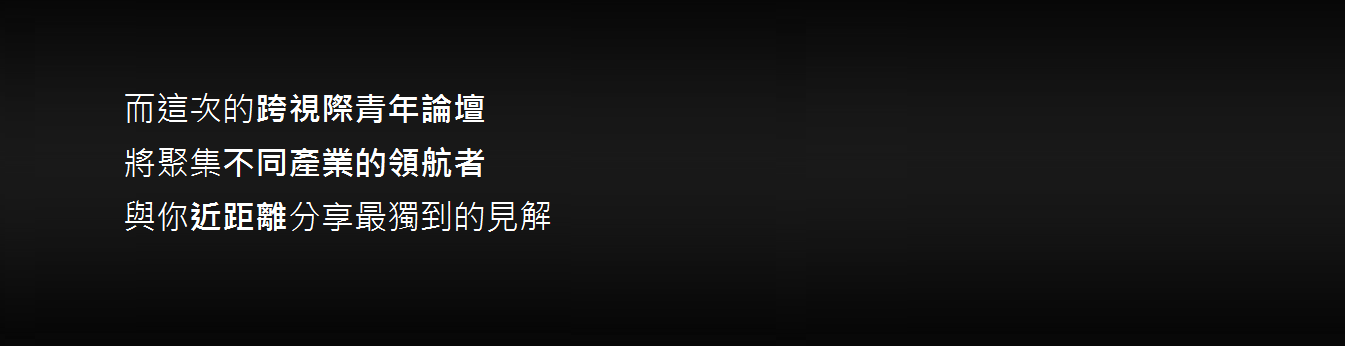 而這次的跨視際青年論壇
將聚集不同產業的領航者
與你近距離分享最獨到的見解